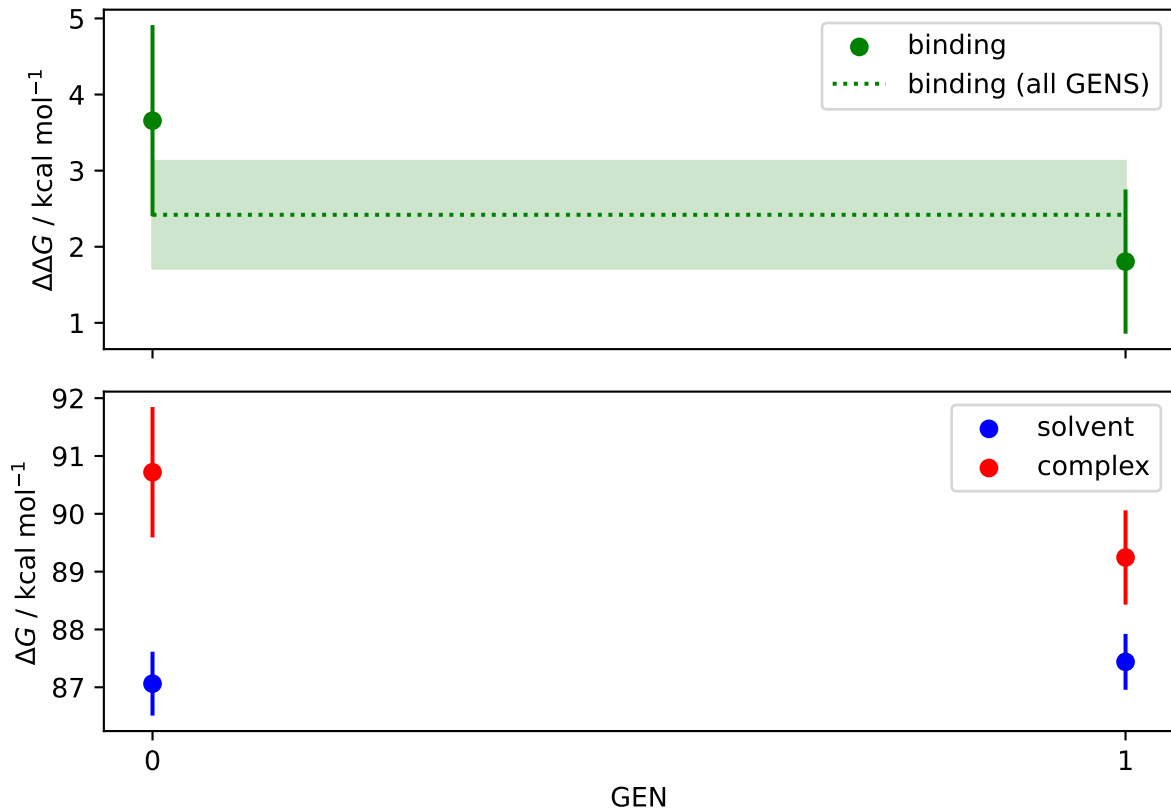 5
4
3
2
1
ΔΔG / kcal mol⁻¹
binding
binding (all GENS)
92
91
90
89
88
87
ΔG / kcal mol⁻¹
solvent
complex
0 1
GEN